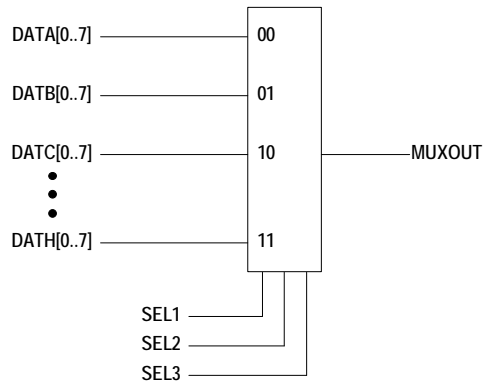 DATA[0..7] 00
DATB[0..7] 01
DATC[0..7] 10 MUXOUT
DATH[0..7] 11
SEL1
SEL2
SEL3